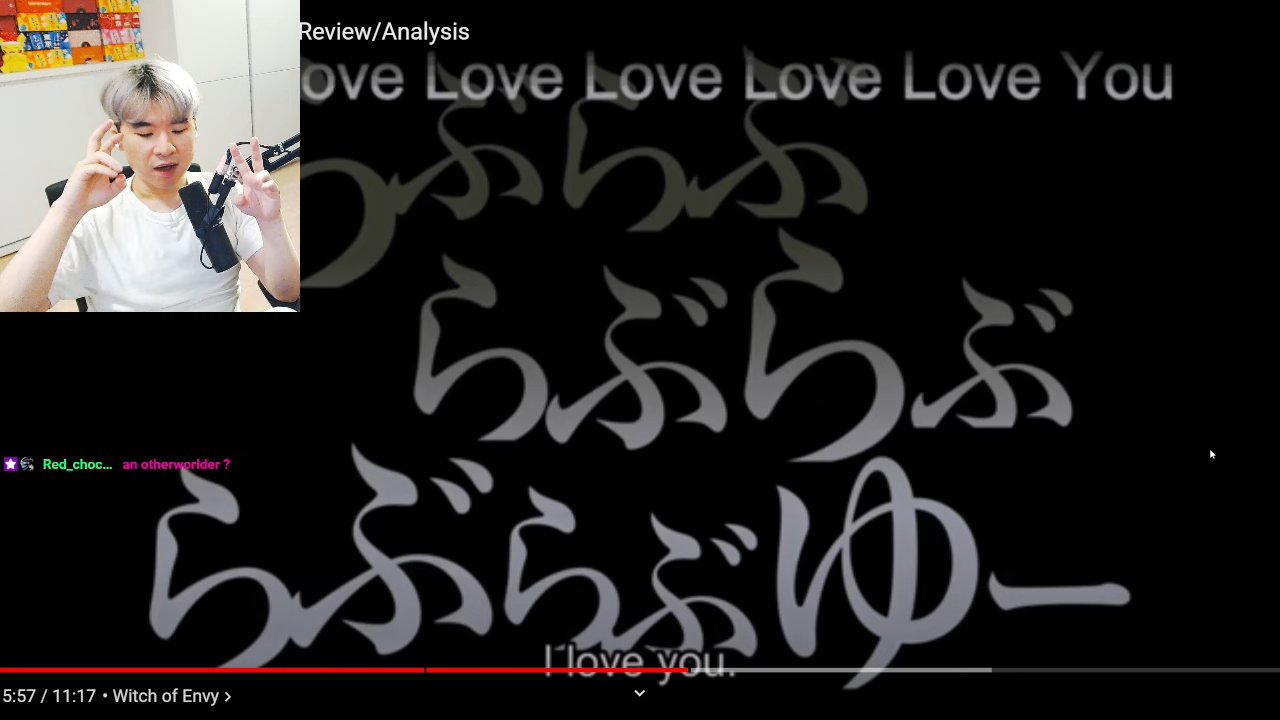 Review/Analysis
ove Love Love Love Love You
ぶらぶ
らぶらぶ
Red_choc... an otherworlder ?
らぶらぶゆー
I love you.
5:57 / 11:17 • Witch of Envy >